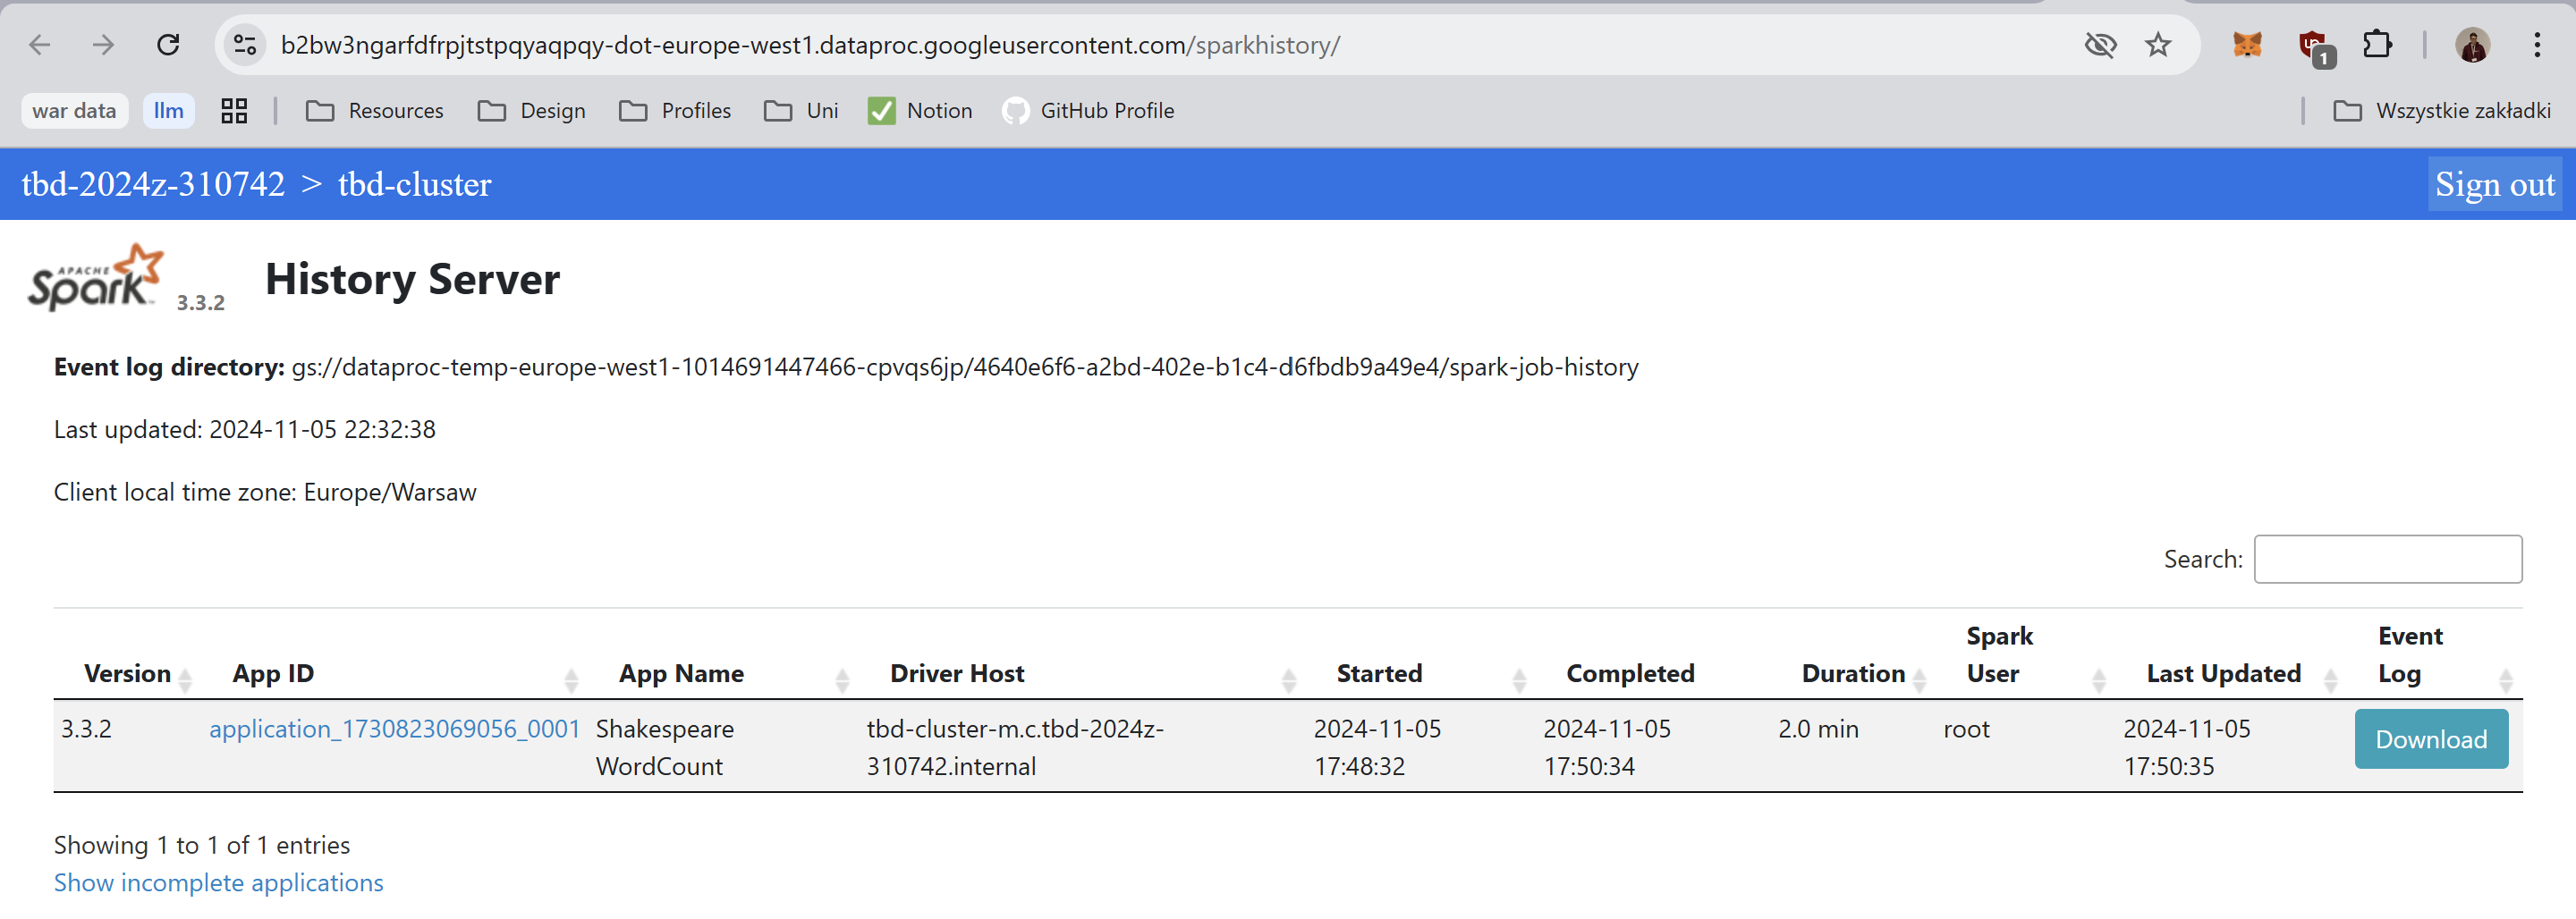 b2bw3ngarfdfrpjtstpqyaqpqy-dot-europe-west1.dataproc.googleusercontent.com/sparkhistory/
1
war data llm Resources Design Profiles Uni Notion GitHub Profile Wszystkie zakładki
tbd-2024z-310742 > tbd-cluster Sign out
APACHE
Spark™ 3.3.2 History Server
Event log directory: gs://dataproc-temp-europe-west1-1014691447466-cpvqs6jp/4640e6f6-a2bd-402e-b1c4-d6fbdb9a49e4/spark-job-history
Last updated: 2024-11-05 22:32:38
Client local time zone: Europe/Warsaw
Search:
Version App ID App Name Driver Host Started Completed Duration Spark User Last Updated Event Log
3.3.2 application_1730823069056_0001 Shakespeare WordCount tbd-cluster-m.c.tbd-2024z-310742.internal 2024-11-05 17:48:32 2024-11-05 17:50:34 2.0 min root 2024-11-05 17:50:35 Download
Showing 1 to 1 of 1 entries
Show incomplete applications